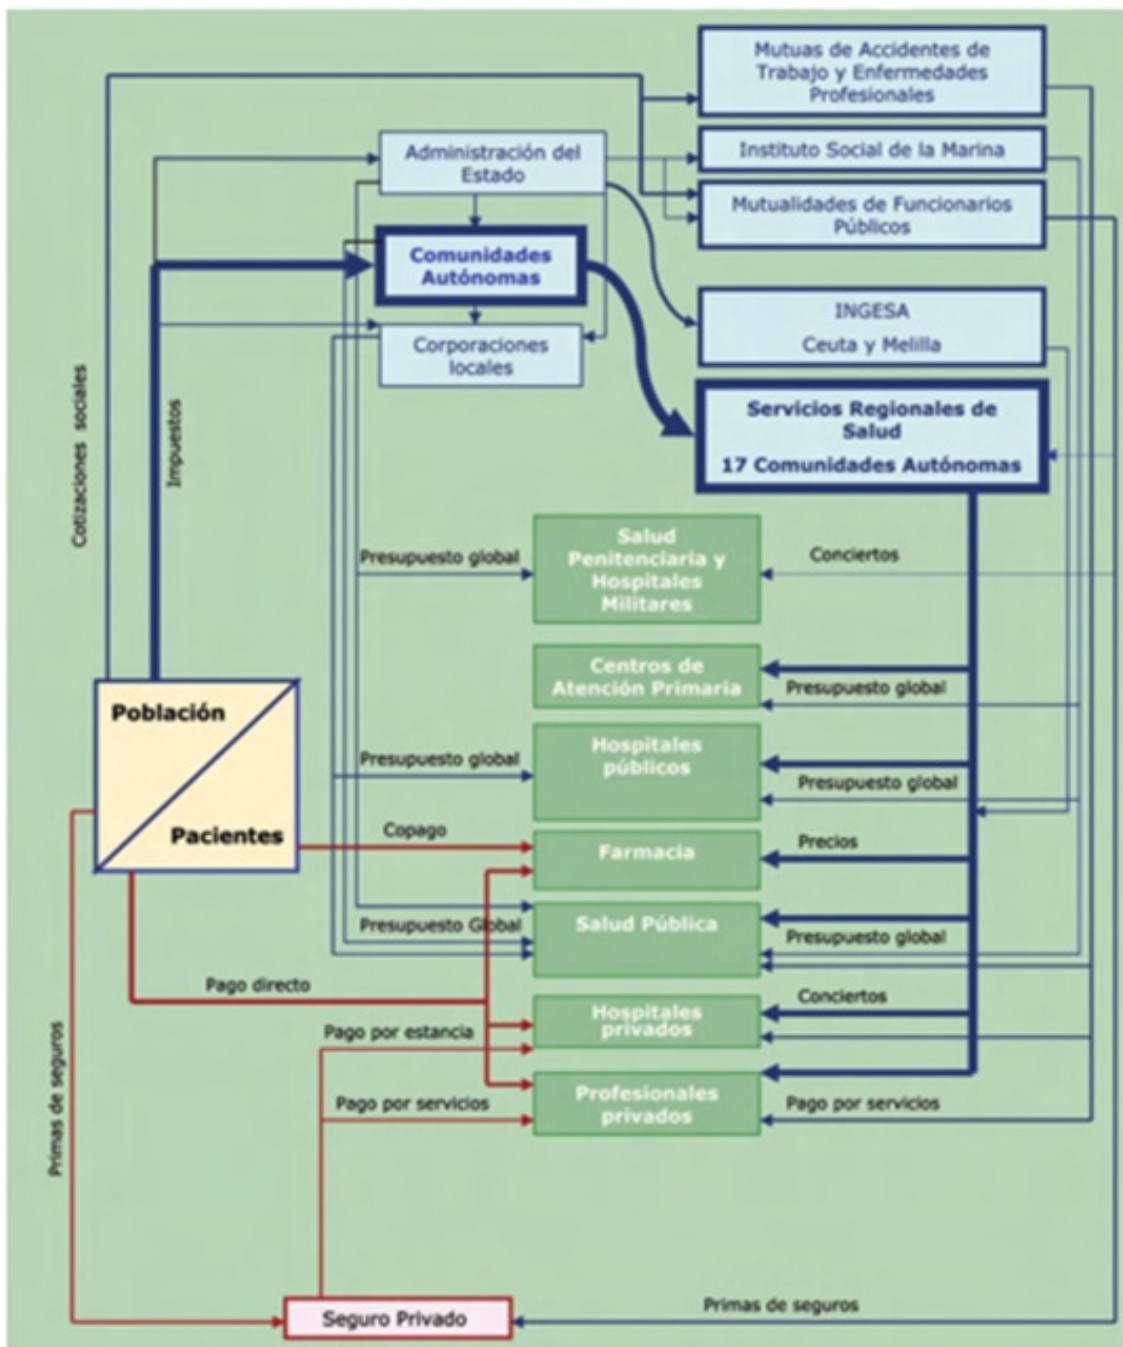 Mutuas de Accidentes de
Trabajo y Enfermedades
Profesionales
Administración del
Estado
Instituto Social de la Marina
Mutualidades de Funcionarios
Públicos
Comunidades
Autónomas
INGESA
Ceuta y Melilla
Corporaciones
locales
Servicios Regionales de
Salud
17 Comunidades Autónomas
Cotizaciones sociales
Impuestos
Salud
Penitenciaria y
Hospitales
Militares
Presupuesto global
Conciertos
Centros de
Atención Primaria
Presupuesto global
Población
Pacientes
Hospitales
públicos
Presupuesto global
Presupuesto global
Copago
Farmacia
Precios
Presupuesto Global
Salud Pública
Presupuesto global
Pago directo
Conciertos
Hospitales
privados
Pago por estancia
Profesionales
privados
Pago por servicios
Pago por servicios
Primas de seguros
Seguro Privado
Primas de seguros